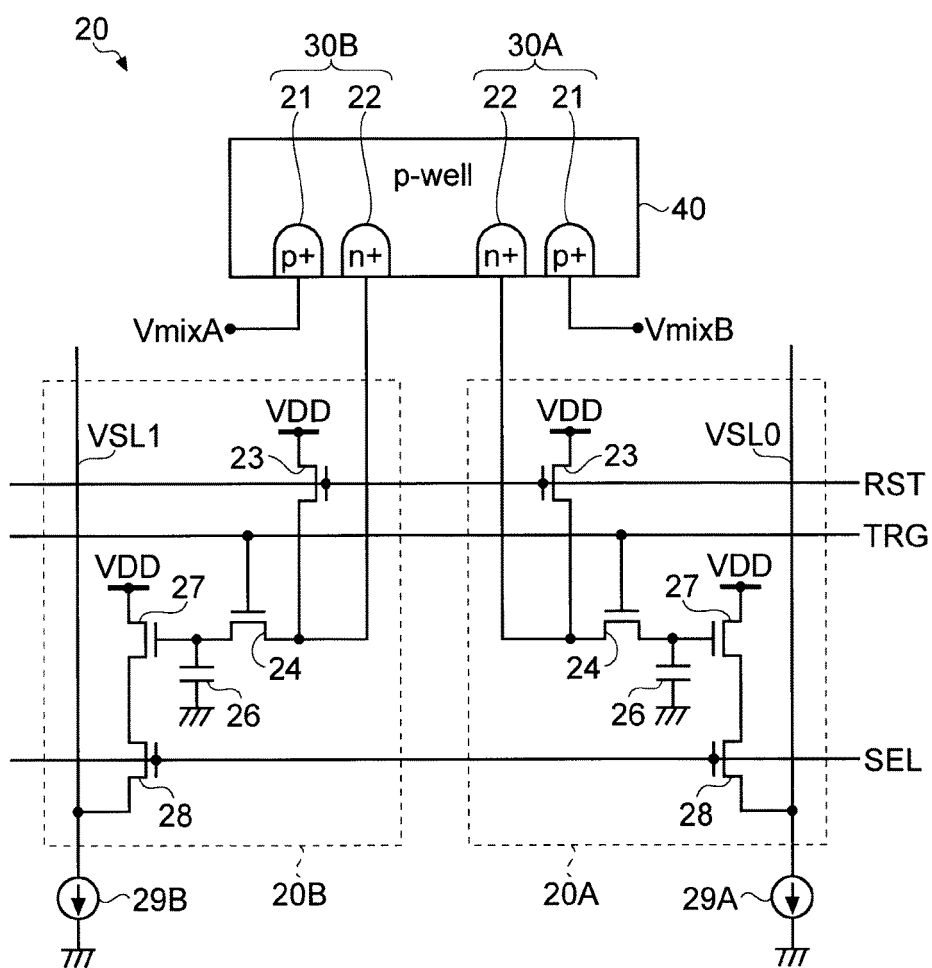 20
30B 30A
21 22 22 21
p-well
40
p+ n+ n+ p+
VmixA VmixB
VSL1 VDD VDD VSL0
23 23
RST
TRG
VDD VDD
27 27
24 24
26 26
SEL
28 28
29B 20B 20A 29A